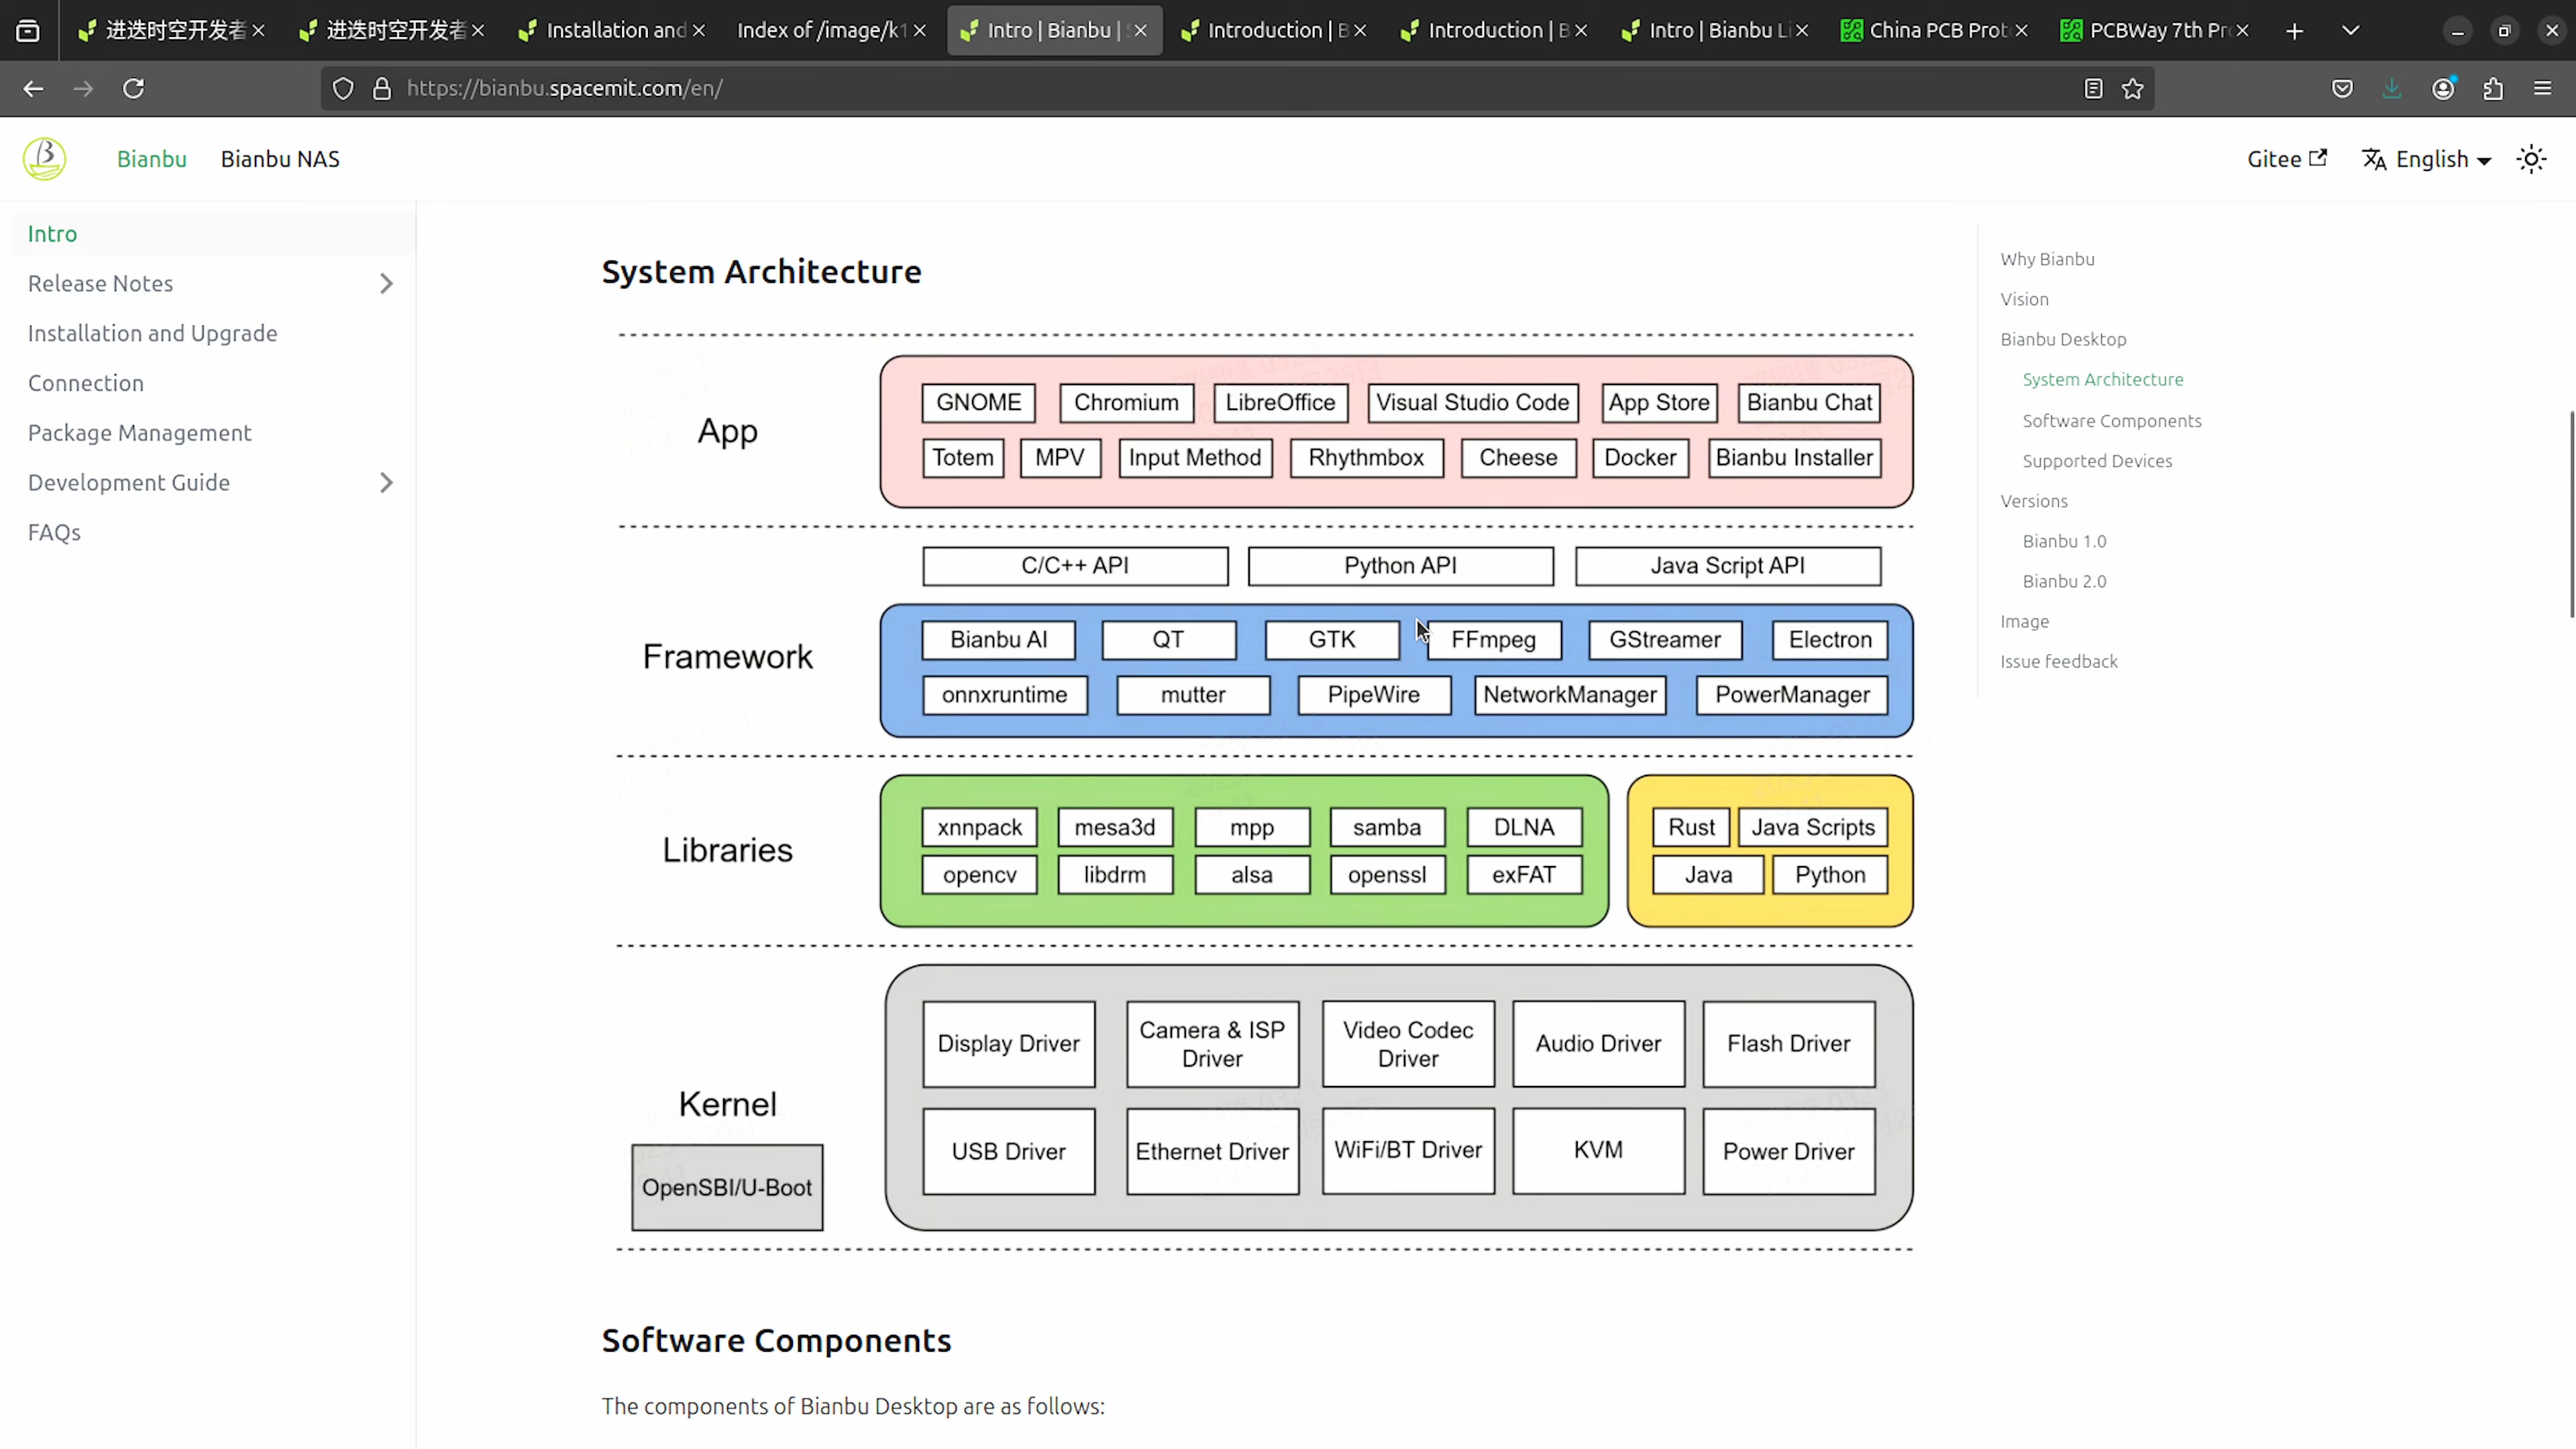 进迭时空开发者
进迭时空开发者
Installation and
Index of /image/k1
Intro | Bianbu | S
Introduction | B
Introduction | B
Intro | Bianbu Li
China PCB Prot
PCBWay 7th Pr
https://bianbu.spacemit.com/en/
Bianbu
Bianbu NAS
Gitee
English
Intro
Release Notes
Installation and Upgrade
Connection
Package Management
Development Guide
FAQs
System Architecture
App
GNOME Chromium LibreOffice Visual Studio Code App Store Bianbu Chat
Totem MPV Input Method Rhythmbox Cheese Docker Bianbu Installer
C/C++ API Python API Java Script API
Framework
Bianbu AI QT GTK FFmpeg GStreamer Electron
onnxruntime mutter PipeWire NetworkManager PowerManager
Libraries
xnnpack mesa3d mpp samba DLNA
opencv libdrm alsa openssl exFAT
Rust Java Scripts
Java Python
Kernel
OpenSBI/U-Boot
Display Driver
Camera & ISP
Driver
Video Codec
Driver
Audio Driver
Flash Driver
USB Driver
Ethernet Driver
WiFi/BT Driver
KVM
Power Driver
Software Components
The components of Bianbu Desktop are as follows:
Why Bianbu
Vision
Bianbu Desktop
System Architecture
Software Components
Supported Devices
Versions
Bianbu 1.0
Bianbu 2.0
Image
Issue feedback